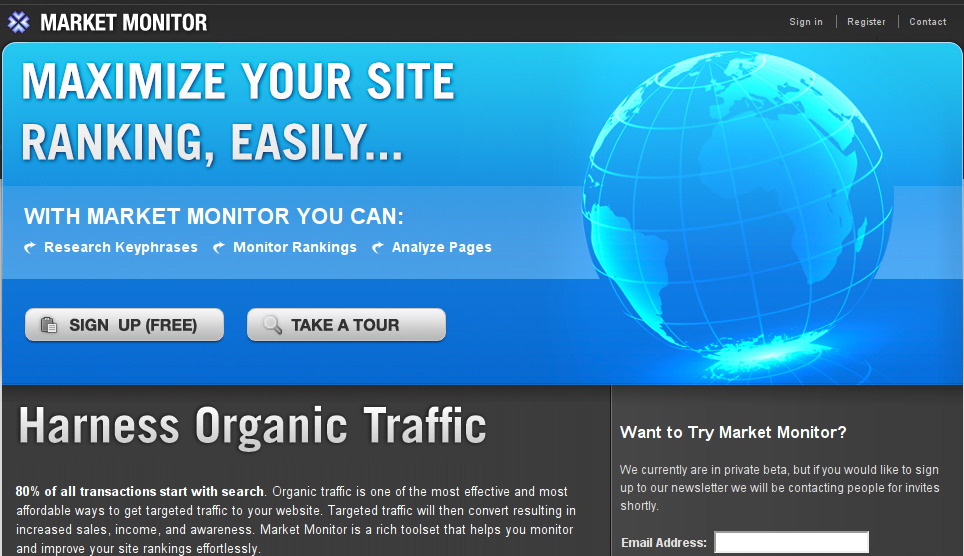 MARKET MONITOR
Sign in | Register | Contact
MAXIMIZE YOUR SITE
RANKING, EASILY...
WITH MARKET MONITOR YOU CAN:
Research Keyphrases Monitor Rankings Analyze Pages
SIGN UP (FREE) TAKE A TOUR
Harness Organic Traffic
80% of all transactions start with search. Organic traffic is one of the most effective and most
affordable ways to get targeted traffic to your website. Targeted traffic will then convert resulting in
increased sales, income, and awareness. Market Monitor is a rich toolset that helps you monitor
and improve your site rankings effortlessly.
Want to Try Market Monitor?
We currently are in private beta, but if you would like to sign
up to our newsletter we will be contacting people for invites
shortly.
Email Address: